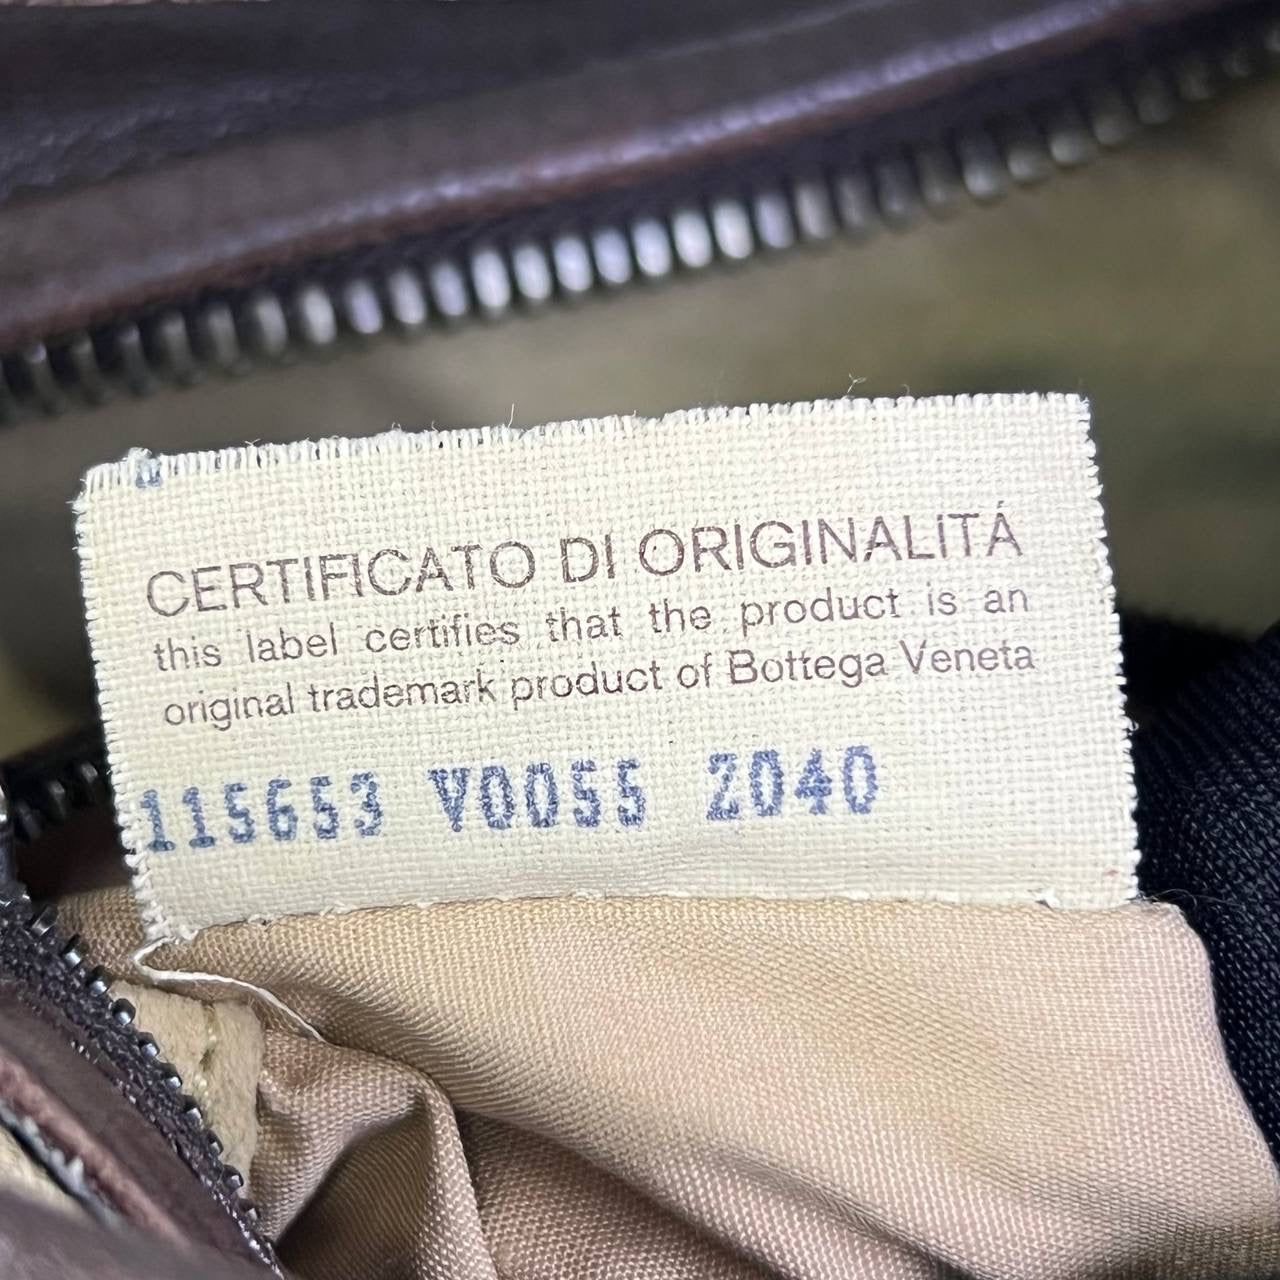 CERTIFICATO DI ORIGINALITÁ
this label certifies that the product is an
original trademark product of Bottega Veneta
115653 V0055 2040